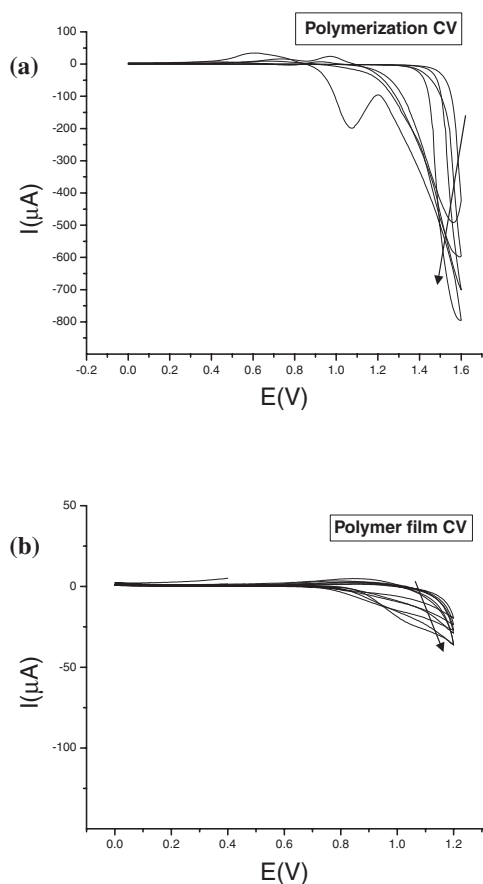 Polymerization CV
(a)
100
0
-100
-200
-300
-400
-500
-600
-700
-800
I(μA)
-0.2 0.0 0.2 0.4 0.6 0.8 1.0 1.2 1.4 1.6
E(V)
Polymer film CV
(b)
50
0
-50
-100
I(μA)
0.0 0.2 0.4 0.6 0.8 1.0 1.2
E(V)